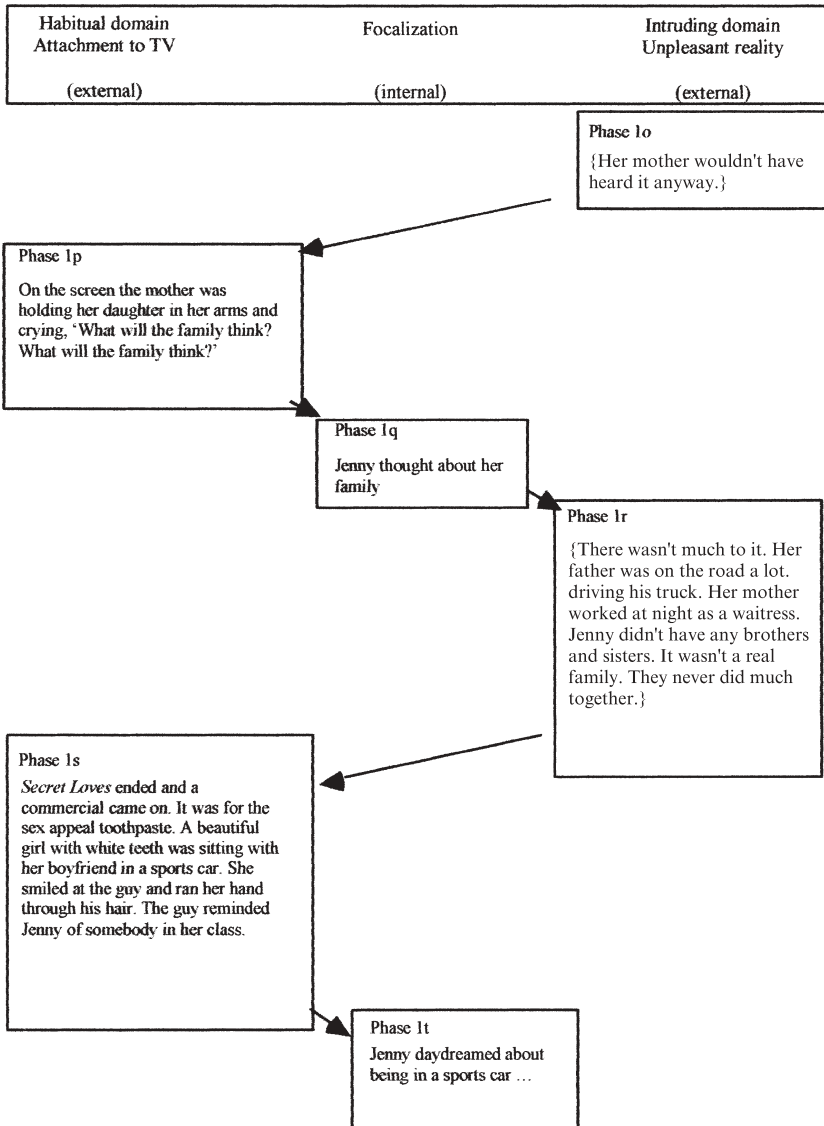 Habitual domain
Attachment to TV
(external)
Focalization
(internal)
Intruding domain
Unpleasant reality
(external)
Phase 1o
{Her mother wouldn't have
heard it anyway.}
Phase 1p
On the screen the mother was
holding her daughter in her arms and
crying, ‘What will the family think?
What will the family think?’
Phase 1q
Jenny thought about her
family
Phase 1r
{There wasn't much to it. Her
father was on the road a lot.
driving his truck. Her mother
worked at night as a waitress.
Jenny didn't have any brothers
and sisters. It wasn't a real
family. They never did much
together.}
Phase 1s
Secret Loves ended and a
commercial came on. It was for the
sex appeal toothpaste. A beautiful
girl with white teeth was sitting with
her boyfriend in a sports car. She
smiled at the guy and ran her hand
through his hair. The guy reminded
Jenny of somebody in her class.
Phase 1t
Jenny daydreamed about
being in a sports car …